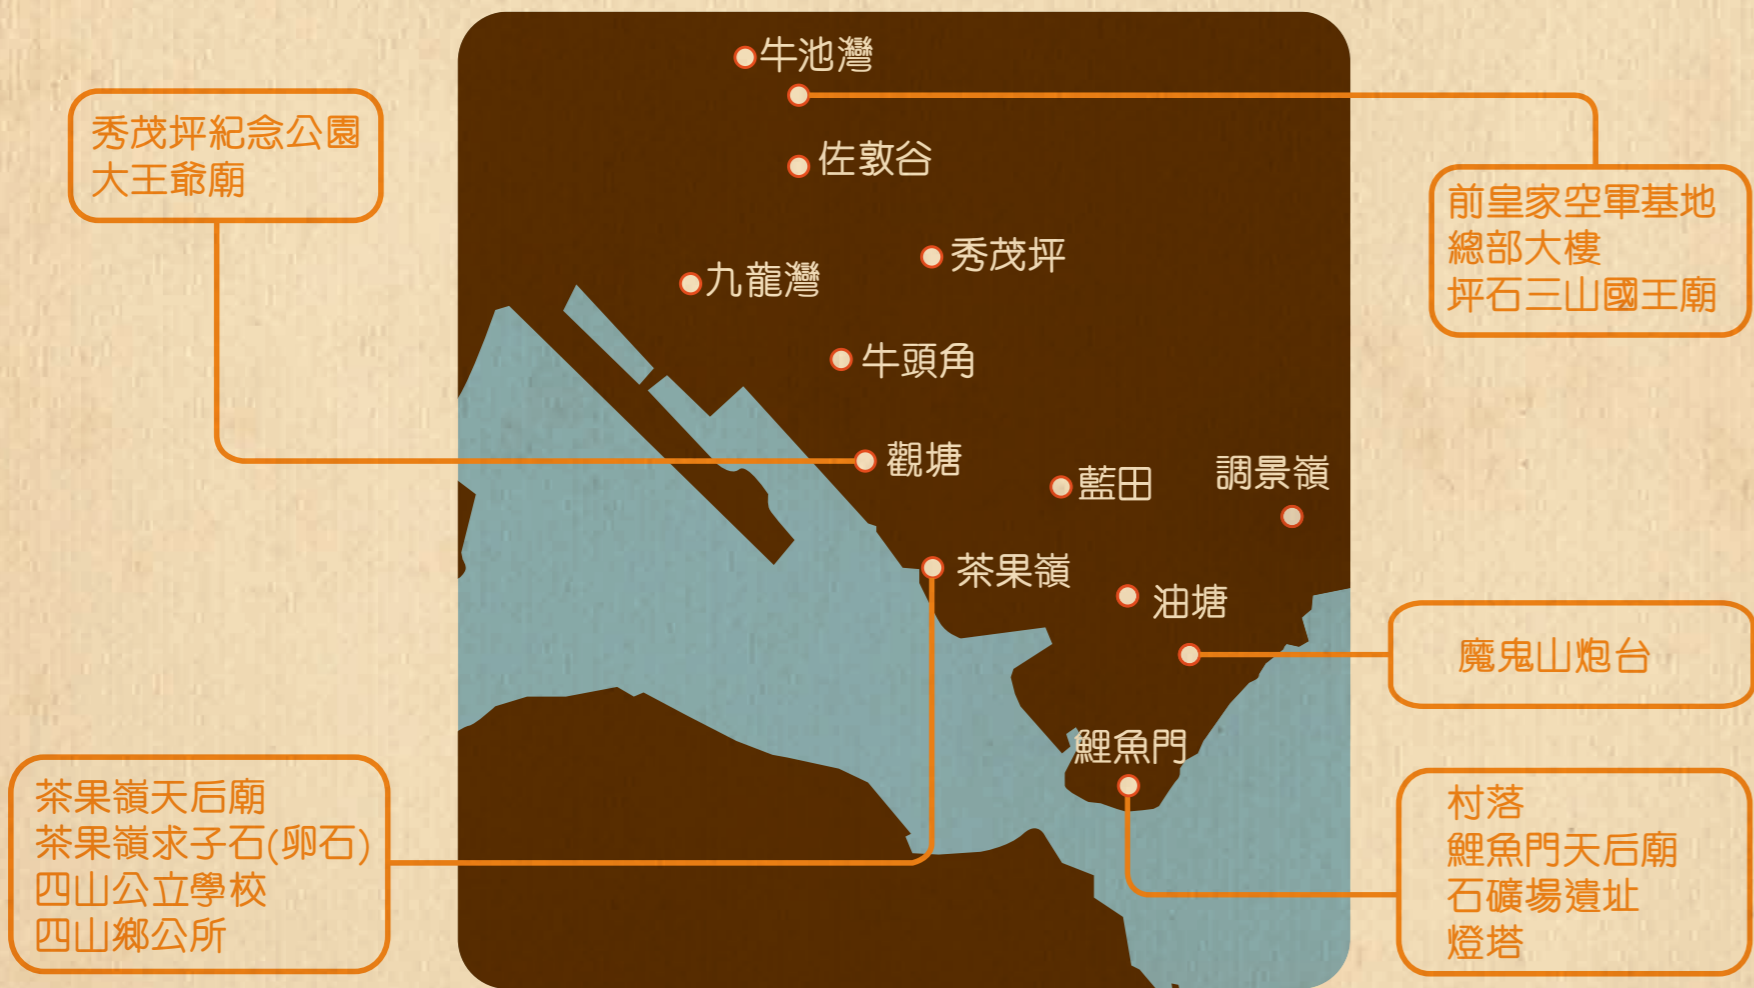 牛池灣
秀茂坪紀念公園
大王爺廟
佐敦谷
前皇家空軍基地
總部大樓
坪石三山國王廟
秀茂坪
九龍灣
牛頭角
觀塘
藍田
調景嶺
茶果嶺
油塘
魔鬼山炮台
鯉魚門
茶果嶺天后廟
茶果嶺求子石(卵石)
四山公立學校
四山鄉公所
村落
鯉魚門天后廟
石礦場遺址
燈塔